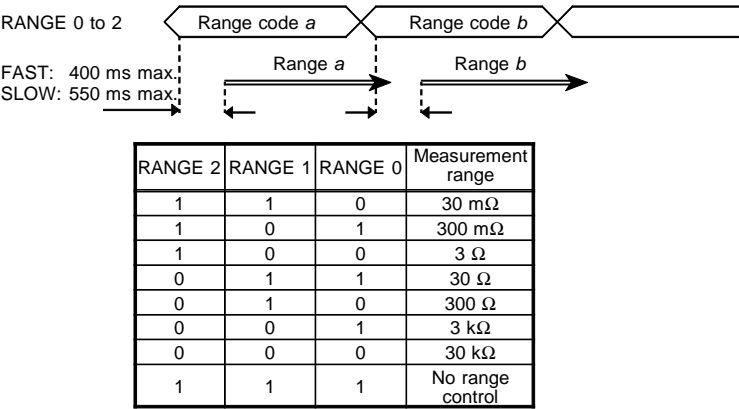 RANGE 0 to 2
Range code a
Range code b
Range a
Range b
FAST: 400 ms max.
SLOW: 550 ms max.
RANGE 2 RANGE 1 RANGE 0 Measurement
range
1 1 0 30 mΩ
1 0 1 300 mΩ
1 0 0 3 Ω
0 1 1 30 Ω
0 1 0 300 Ω
0 0 1 3 kΩ
0 0 0 30 kΩ
1 1 1 No range
control